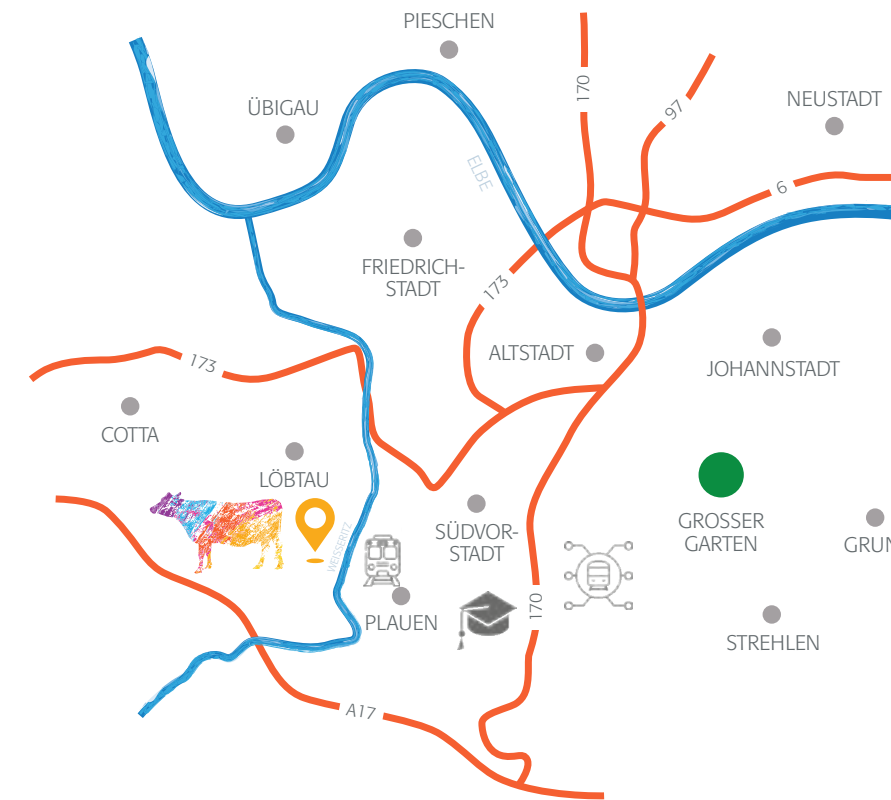 PIESCHEN
170
97
NEUSTADT
ÜBIGAU
ELBE
6
FRIEDRICH-
STADT
173
ALTSTADT
173
JOHANNSTADT
COTTA
LÖBTAU
WEISSERITZ
SÜDVOR-
STADT
GROSSER
GARTEN
GRUN
PLAUEN
170
STREHLEN
A17